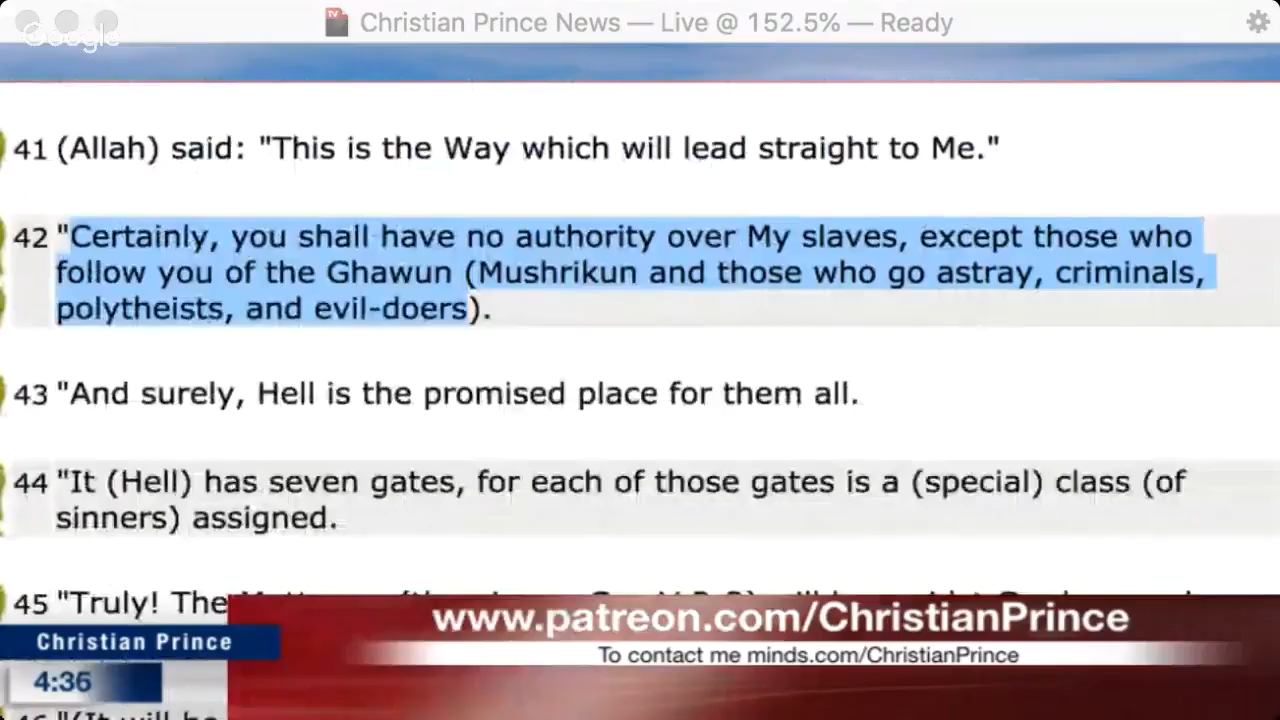 Christian Prince News — Live @ 152.5% — Ready
Google
41 (Allah) said: "This is the Way which will lead straight to Me."
42 "Certainly, you shall have no authority over My slaves, except those who
follow you of the Ghawun (Mushrikun and those who go astray, criminals,
polytheists, and evil-doers).
43 "And surely, Hell is the promised place for them all.
44 "It (Hell) has seven gates, for each of those gates is a (special) class (of
sinners) assigned.
45 "Truly! The
www.patreon.com/ChristianPrince
Christian Prince
To contact me minds.com/ChristianPrince
4:36